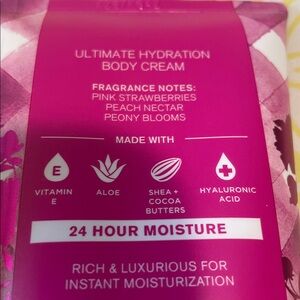 ULTIMATE HYDRATION
BODY CREAM
FRAGRANCE NOTES:
PINK STRAWBERRIES
PEACH NECTAR
PEONY BLOOMS
MADE WITH
E
VITAMIN
E
ALOE
SHEA +
COCOA
BUTTERS
HYALURONIC
ACID
24 HOUR MOISTURE
RICH & LUXURIOUS FOR
INSTANT MOISTURIZATION